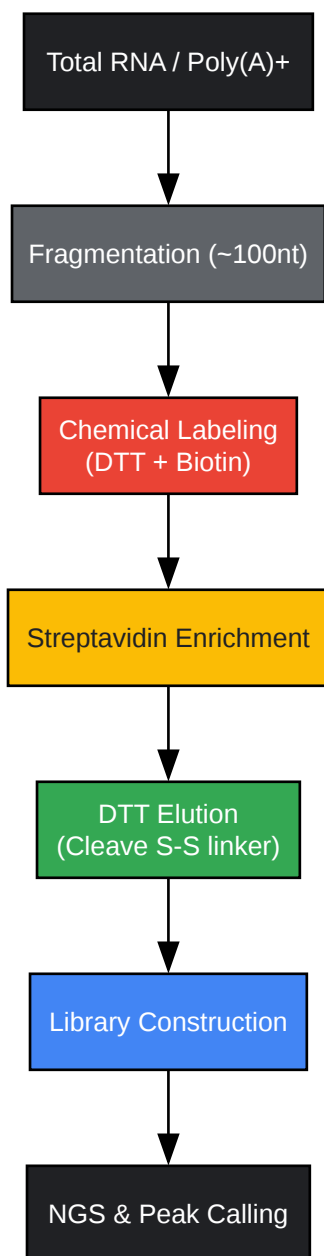 Total RNA / Poly(A)+
Fragmentation (~100nt)
Chemical Labeling
(DTT + Biotin)
Streptavidin Enrichment
DTT Elution
(Cleave S-S linker)
Library Construction
NGS & Peak Calling